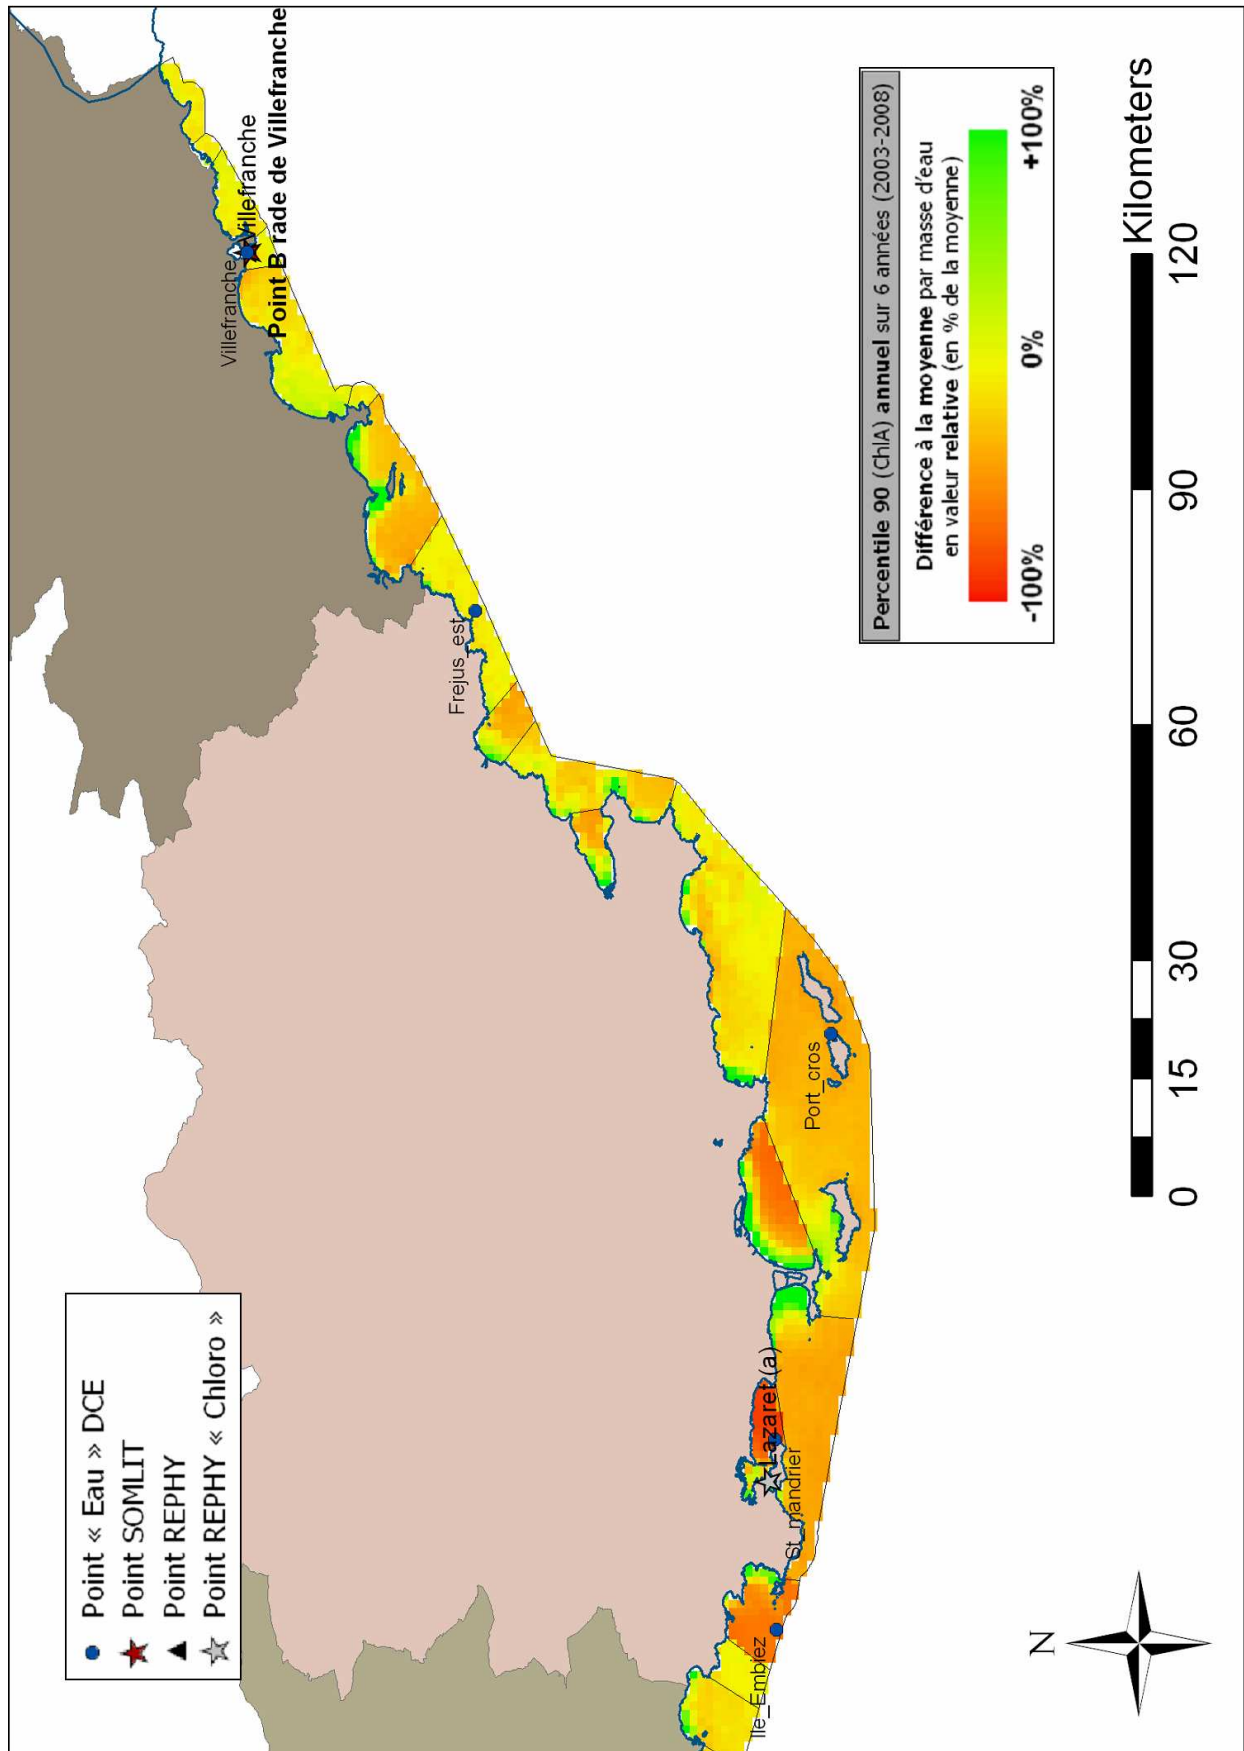 Point « Eau » DCE
Point SOMLIT
Point REPHY
Point REPHY « Chloro »
Villefranche
Villefranche
Point B rade de Villefranche
Frejus_est
Port_cros
Lazaret (a)
St_mandrier
Ile_Embiez
Percentile 90 (ChlA) annuel sur 6 années (2003-2008)
Différence à la moyenne par masse d'eau
en valeur relative (en % de la moyenne)
-100% 0% +100%
N
Kilometers
0 15 30 60 90 120